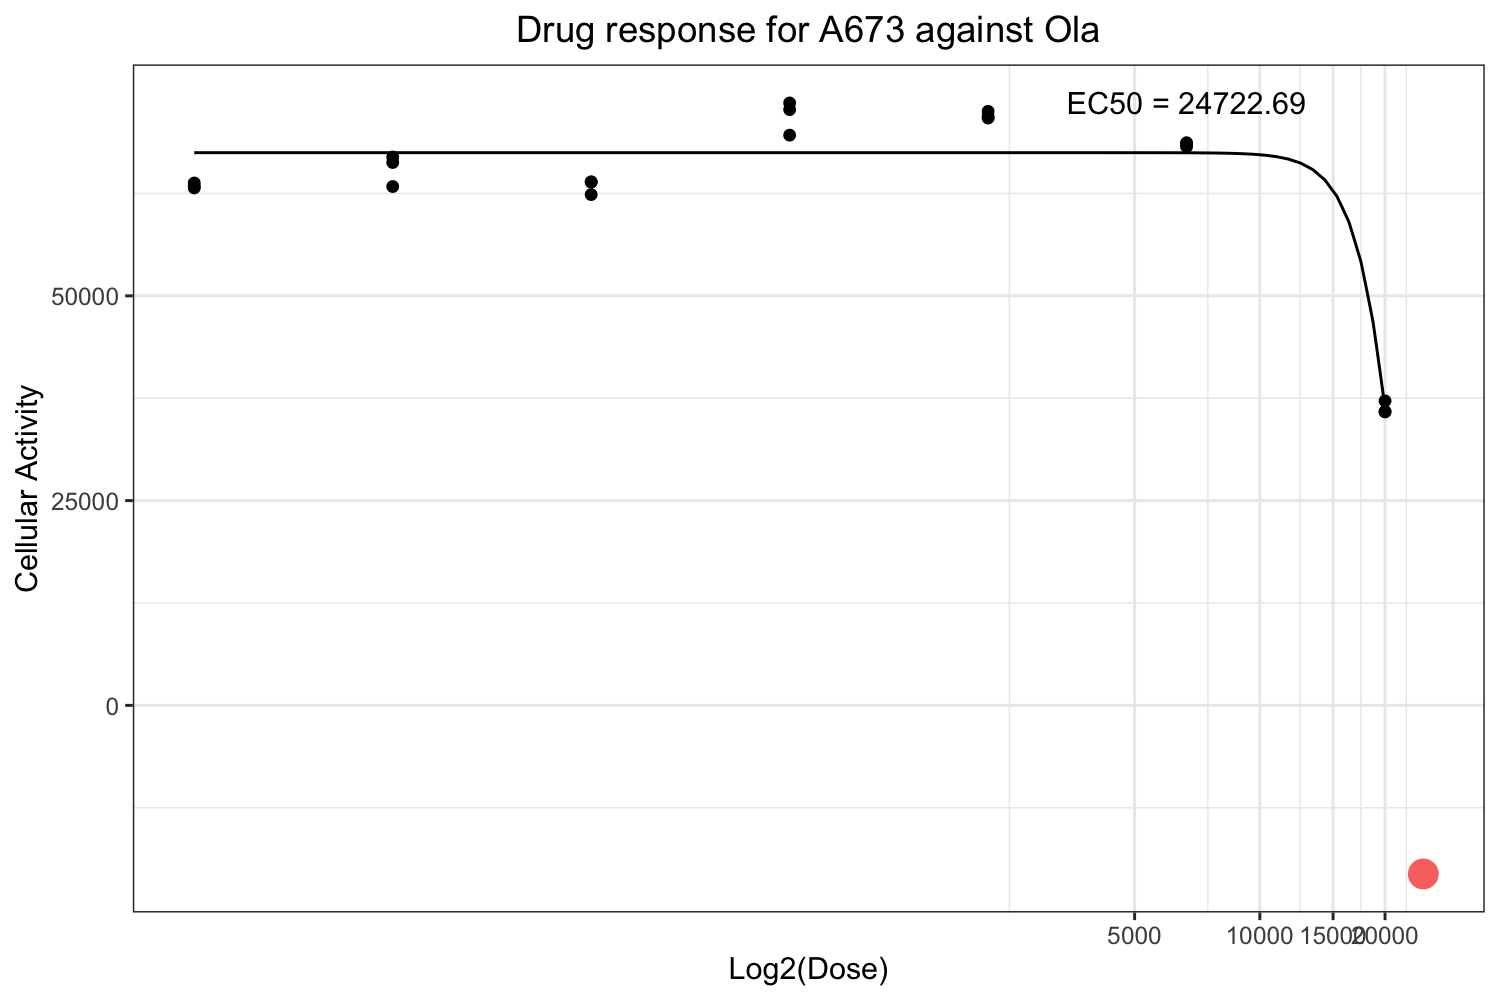 Drug response for A673 against Ola
EC50 = 24722.69
50000
25000
0
Cellular Activity
5000 10000 15000 20000
Log2(Dose)